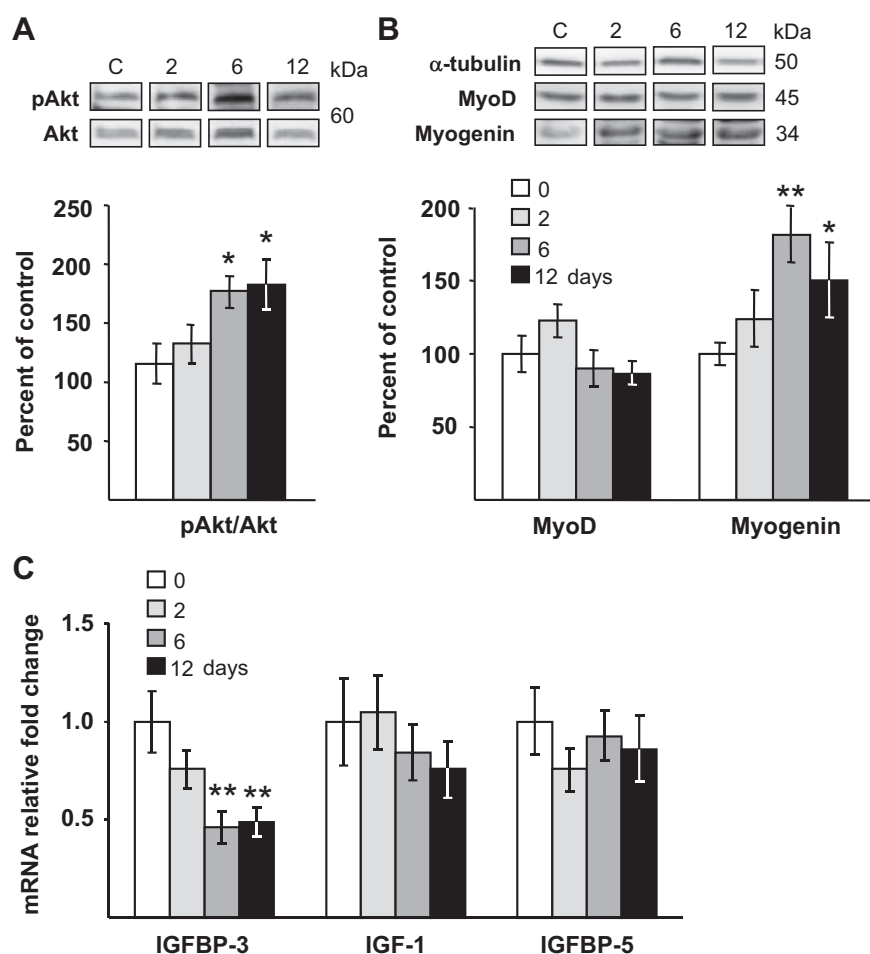 A
C 2 6 12 kDa
pAkt
60
Akt
250
200
150
100
50
Percent of control
* *
pAkt/Akt
B
C 2 6 12 kDa
α-tubulin 50
MyoD 45
Myogenin 34
0
2
6
12 days
200
150
100
50
Percent of control
** *
MyoD Myogenin
C
0
2
6
12 days
1.5
1.0
0.5
mRNA relative fold change
** **
IGFBP-3 IGF-1 IGFBP-5